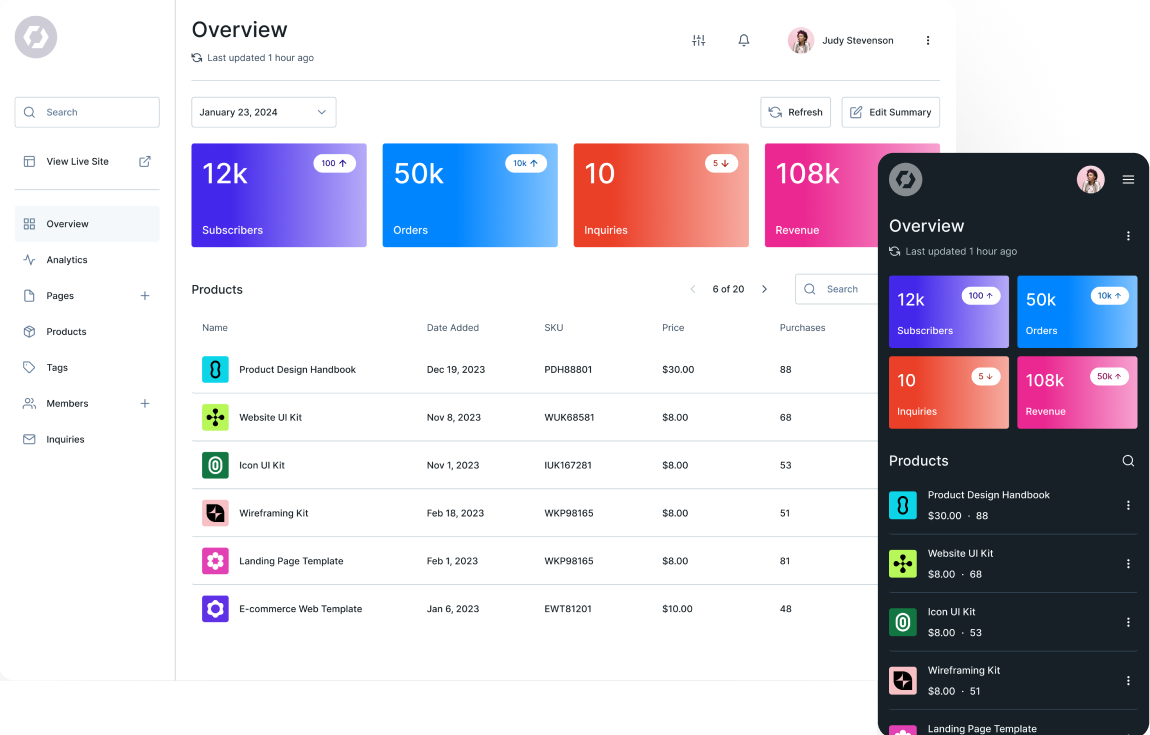 Overview
Last updated 1 hour ago
Judy Stevenson
Search
View Live Site
Overview
Analytics
Pages
Products
Tags
Members
Inquiries
January 23, 2024
Refresh
Edit Summary
12k
100
Subscribers
50k
10k
Orders
10
5
Inquiries
108k
Revenue
Products
6 of 20
Search
Name Date Added SKU Price Purchases
Product Design Handbook Dec 19, 2023 PDH88801 $30.00 88
Website UI Kit Nov 8, 2023 WUK68581 $8.00 68
Icon UI Kit Nov 1, 2023 IUK167281 $8.00 53
Wireframing Kit Feb 18, 2023 WKP98165 $8.00 51
Landing Page Template Feb 1, 2023 WKP98165 $8.00 81
E-commerce Web Template Jan 6, 2023 EWT81201 $10.00 48
Overview
Last updated 1 hour ago
12k
100
Subscribers
50k
10k
Orders
10
5
Inquiries
108k
50k
Revenue
Products
Product Design Handbook
$30.00 · 88
Website UI Kit
$8.00 · 68
Icon UI Kit
$8.00 · 53
Wireframing Kit
$8.00 · 51
Landing Page Template